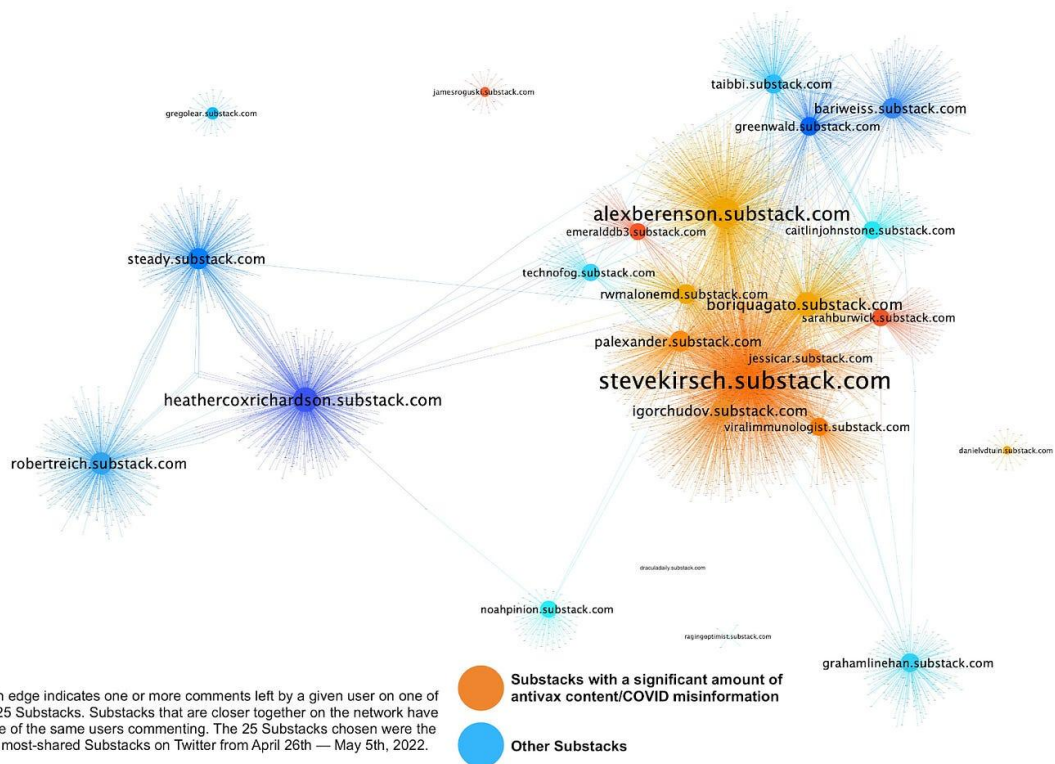 taibbi.substack.com
jamesroguski.substack.com
bariweiss.substack.com
gregolear.substack.com
greenwald.substack.com
alexberenson.substack.com
emeralddb3.substack.com
caitlinjohnstone.substack.com
steady.substack.com
technofog.substack.com
rwmalonemd.substack.com
boriquagato.substack.com
sarahburwick.substack.com
palexander.substack.com
jessicar.substack.com
stevekirsch.substack.com
heathercoxrichardson.substack.com
igorchudov.substack.com
viralimmunologist.substack.com
danielvdtuin.substack.com
robertreich.substack.com
draculadaily.substack.com
noahpinion.substack.com
ragingoptimist.substack.com
grahamlinehan.substack.com
n edge indicates one or more comments left by a given user on one of
25 Substacks. Substacks that are closer together on the network have
e of the same users commenting. The 25 Substacks chosen were the
most-shared Substacks on Twitter from April 26th — May 5th, 2022.
Substacks with a significant amount of
antivax content/COVID misinformation
Other Substacks